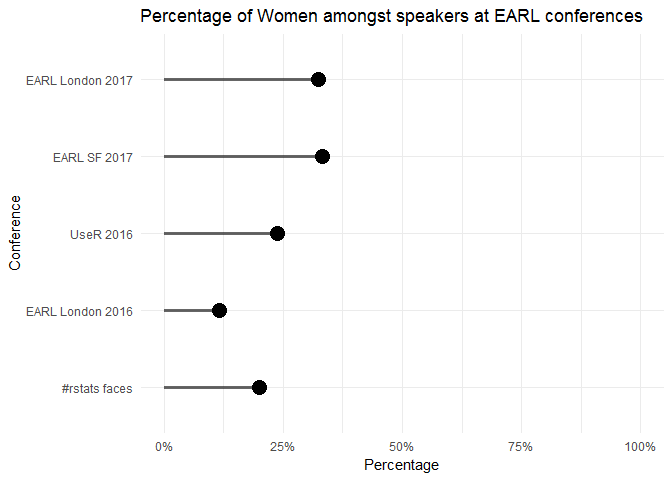 Percentage of Women amongst speakers at EARL conferences
Conference
EARL London 2017
EARL SF 2017
UseR 2016
EARL London 2016
#rstats faces
0% 25% 50% 75% 100%
Percentage